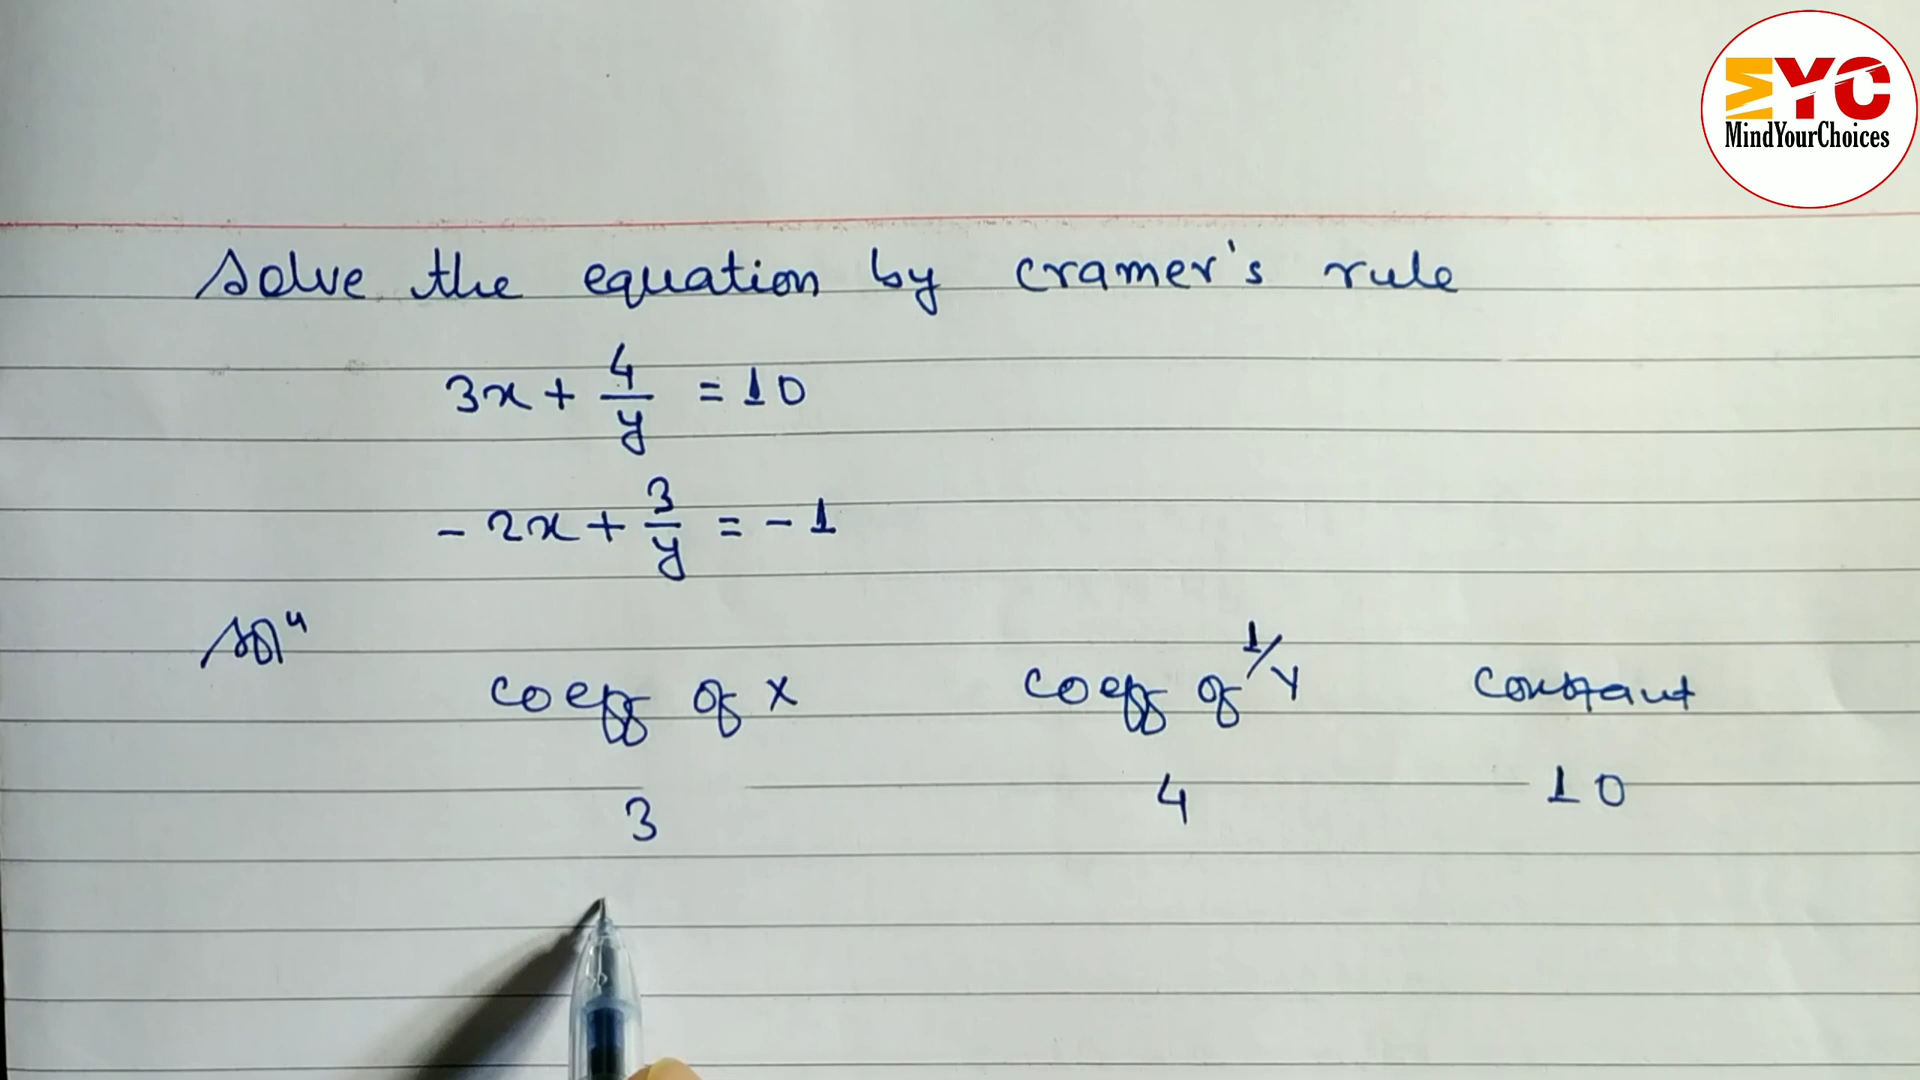 MYC
MindYourChoices
Solve the equation by cramer's rule
3x + 4/y = 10
- 2x + 3/y = - 1
Solⁿ
coeff of x coeff of 1/y constant
3 4 10